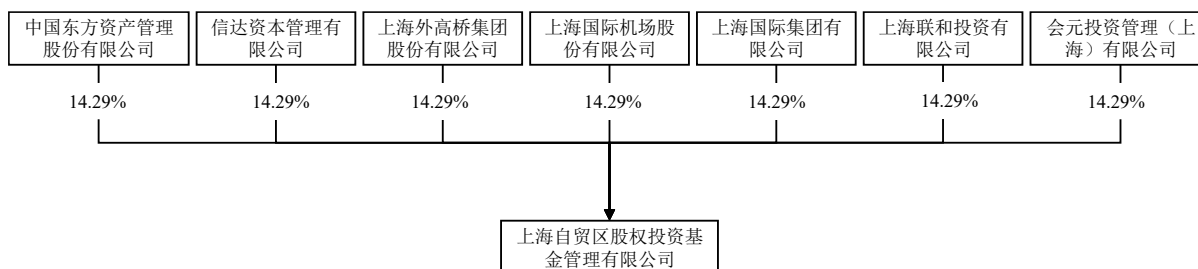 中国东方资产管理
股份有限公司
信达资本管理有
限公司
上海外高桥集团
股份有限公司
上海国际机场股
份有限公司
上海国际集团有
限公司
上海联和投资有
限公司
会元投资管理（上
海）有限公司
14.29%
14.29%
14.29%
14.29%
14.29%
14.29%
14.29%
上海自贸区股权投资基
金管理有限公司